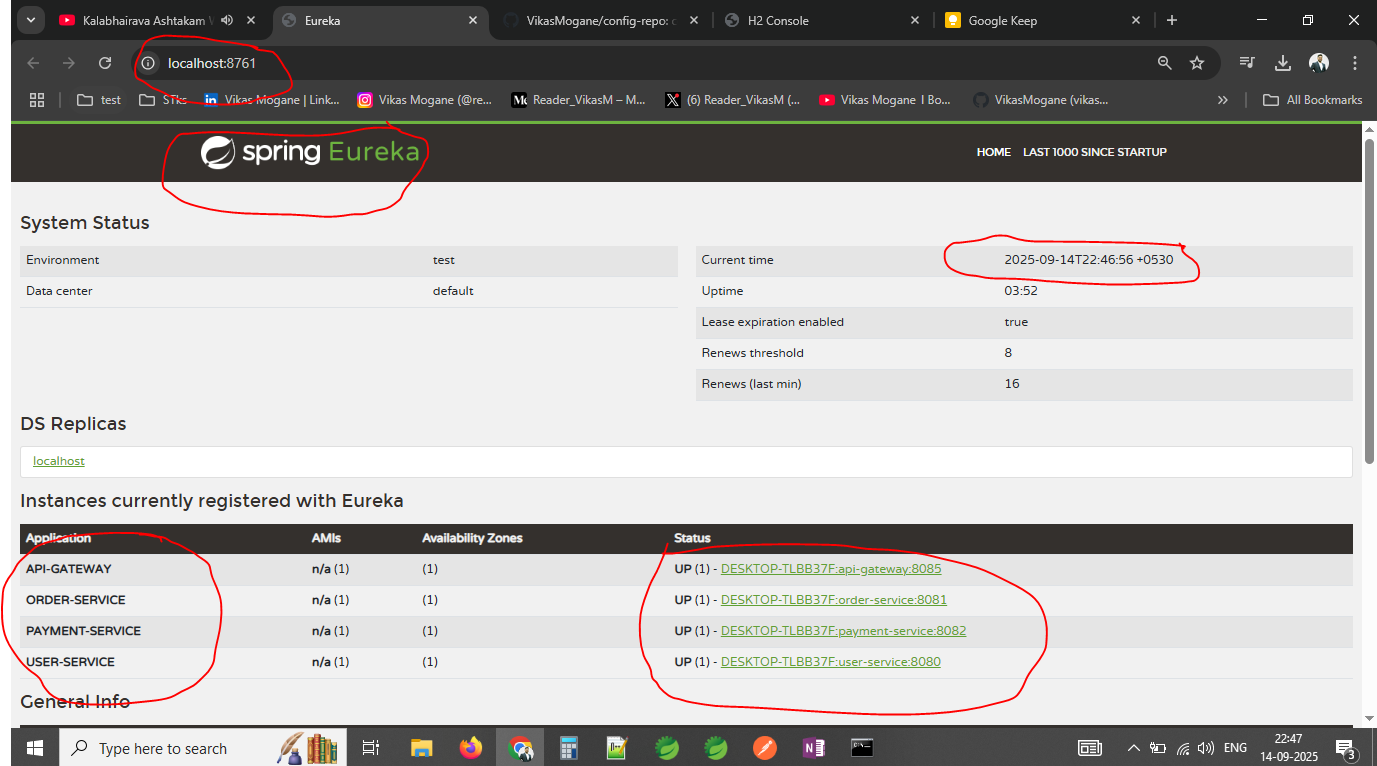 Kalabhairava Ashtakam
Eureka
VikasMogane/config-repo:
H2 Console
Google Keep
localhost:8761
test
STks
Vikas Mogane | Link...
Vikas Mogane (@re...
Reader_VikasM – M...
(6) Reader_VikasM (...
Vikas Mogane I Bo...
VikasMogane (vikas...
All Bookmarks
spring Eureka
HOME LAST 1000 SINCE STARTUP
System Status
Environment test
Data center default
Current time 2025-09-14T22:46:56 +0530
Uptime 03:52
Lease expiration enabled true
Renews threshold 8
Renews (last min) 16
DS Replicas
localhost
Instances currently registered with Eureka
Application AMIs Availability Zones Status
API-GATEWAY n/a (1) (1) UP (1) - DESKTOP-TLBB37F:api-gateway:8085
ORDER-SERVICE n/a (1) (1) UP (1) - DESKTOP-TLBB37F:order-service:8081
PAYMENT-SERVICE n/a (1) (1) UP (1) - DESKTOP-TLBB37F:payment-service:8082
USER-SERVICE n/a (1) (1) UP (1) - DESKTOP-TLBB37F:user-service:8080
General Info
Type here to search
ENG
22:47
14-09-2025
3